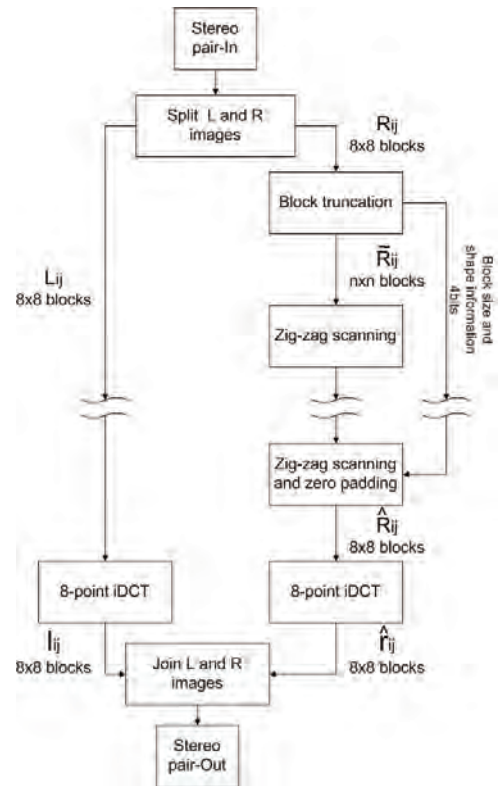 Stereo
pair-In
Split L and R
images
Rij
8x8 blocks
Block truncation
R̃ij
nxn blocks
Block size and
shape information
4bits
Lij
8x8 blocks
Zig-zag scanning
Zig-zag scanning
and zero padding
R̂ij
8x8 blocks
8-point iDCT
8-point iDCT
lij
8x8 blocks
r̂ij
8x8 blocks
Join L and R
images
Stereo
pair-Out